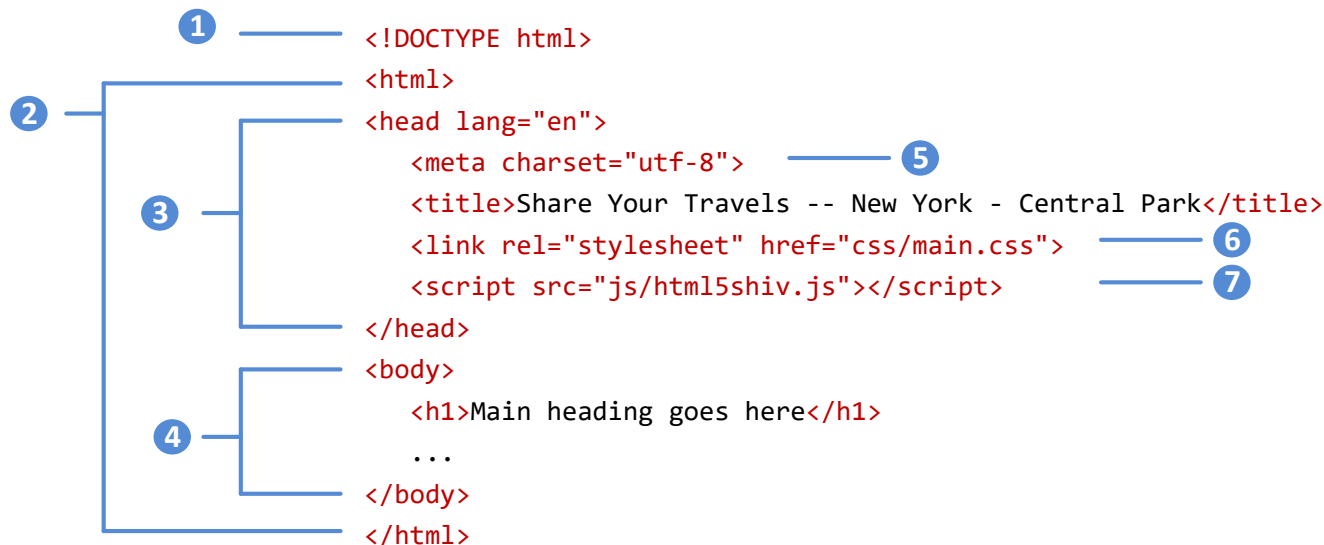 1 <!DOCTYPE html>
<html>
2 <head lang="en">
<meta charset="utf-8"> 5
3 <title>Share Your Travels -- New York - Central Park</title>
<link rel="stylesheet" href="css/main.css"> 6
<script src="js/html5shiv.js"></script> 7
</head>
<body>
<h1>Main heading goes here</h1>
4 ...
</body>
</html>